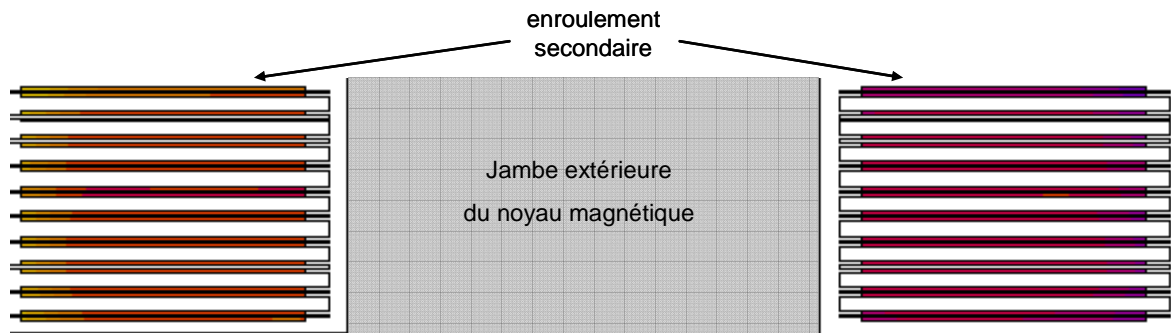 enroulement
secondaire
Jambe extérieure
du noyau magnétique